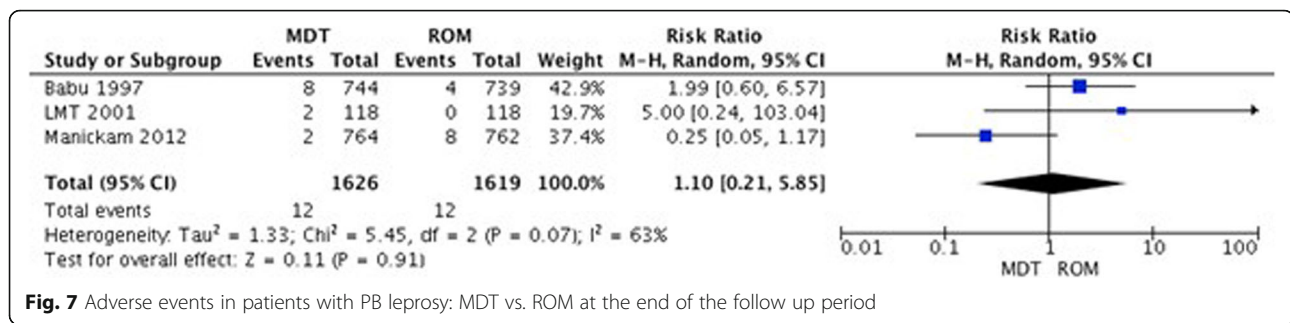 MDT ROM Risk Ratio Risk Ratio
Study or Subgroup Events Total Events Total Weight M-H, Random, 95% CI M-H, Random, 95% CI
Babu 1997 8 744 4 739 42.9% 1.99 [0.60, 6.57]
LMT 2001 2 118 0 118 19.7% 5.00 [0.24, 103.04]
Manickam 2012 2 764 8 762 37.4% 0.25 [0.05, 1.17]
Total (95% CI) 1626 1619 100.0% 1.10 [0.21, 5.85]
Total events 12 12
Heterogeneity: Tau² = 1.33; Chi² = 5.45, df = 2 (P = 0.07); I² = 63%
Test for overall effect: Z = 0.11 (P = 0.91)
0.01 0.1 1 10 100
MDT ROM
Fig. 7 Adverse events in patients with PB leprosy: MDT vs. ROM at the end of the follow up period